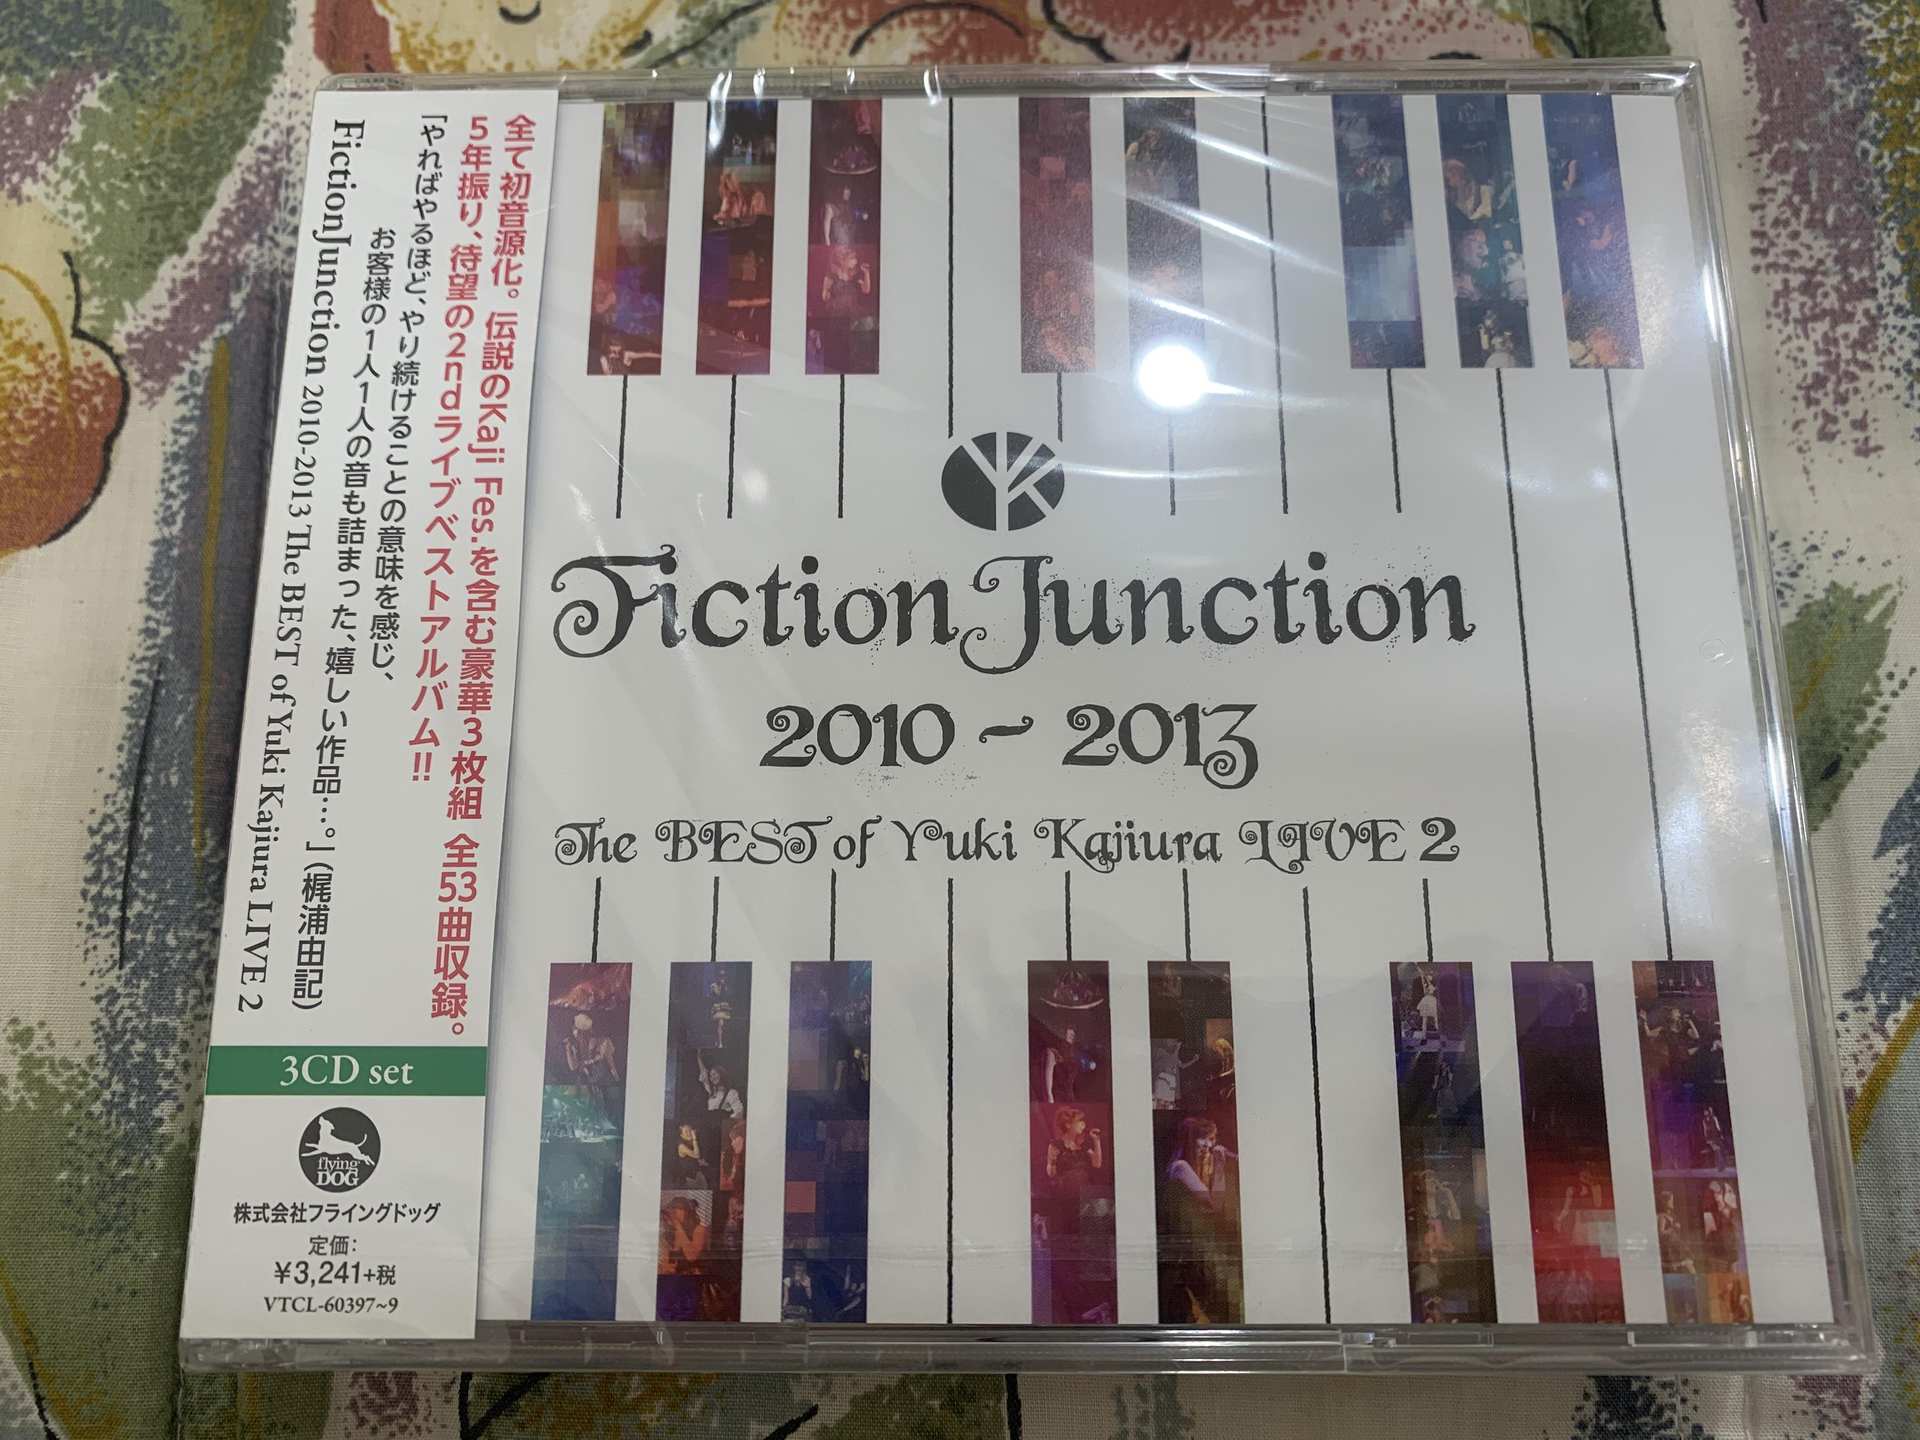 全て初音源化。伝説のKaji Fes.を含む豪華3枚組 全53曲収録。
5年振り、待望の2ndライブベストアルバム!!
「やればやるほど、やり続けることの意味を感じ、
お客様の1人1人の音も詰まった、嬉しい作品…。」(梶浦由記)
FictionJunction 2010-2013 The BEST of Yuki Kajiura LIVE 2
3CD set
flying
DOG
株式会社フライングドッグ
定価:
¥3,241+税
VTCL-60397~9
YK
FictionJunction
2010 ~ 2013
The BEST of Yuki Kajiura LIVE 2